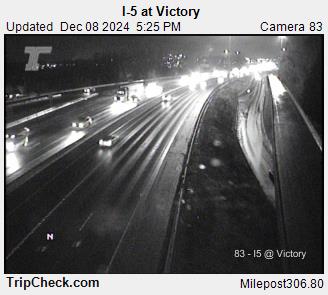 I-5 at Victory
Updated Dec 08 2024 5:25 PM Camera 83
T
N
83 - I5 @ Victory
TripCheck.com Milepost306.80